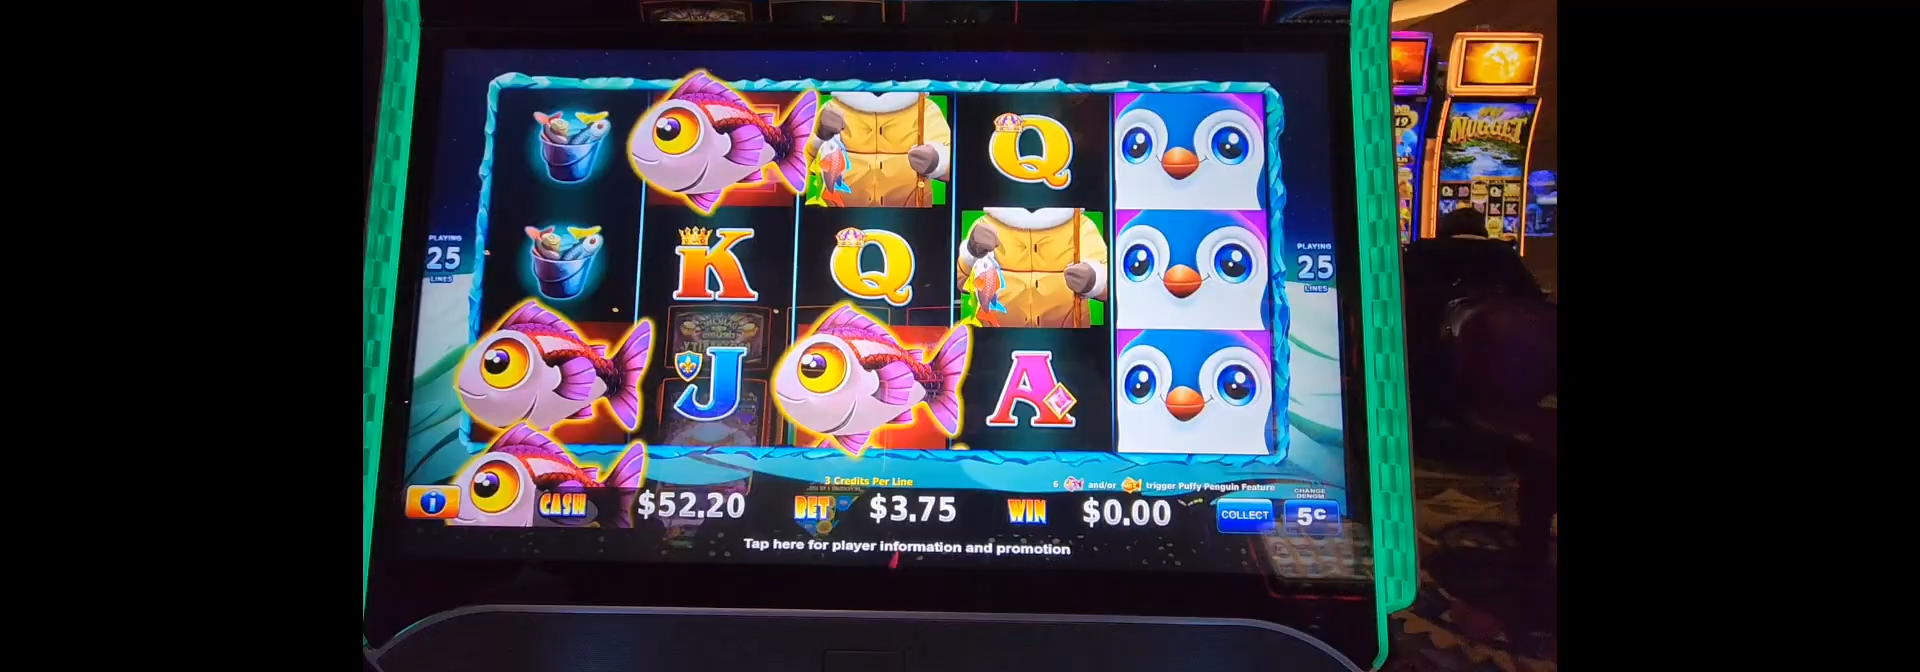 Q
K
Q
J
A
PLAYING
25
LINES
PLAYING
25
LINES
NUGGET
3 Credits Per Line
6 and/or trigger Puffy Penguin Feature
CASH $52.20 BET $3.75 WIN $0.00
COLLECT
CHANGE
DENOM
5¢
Tap here for player information and promotion